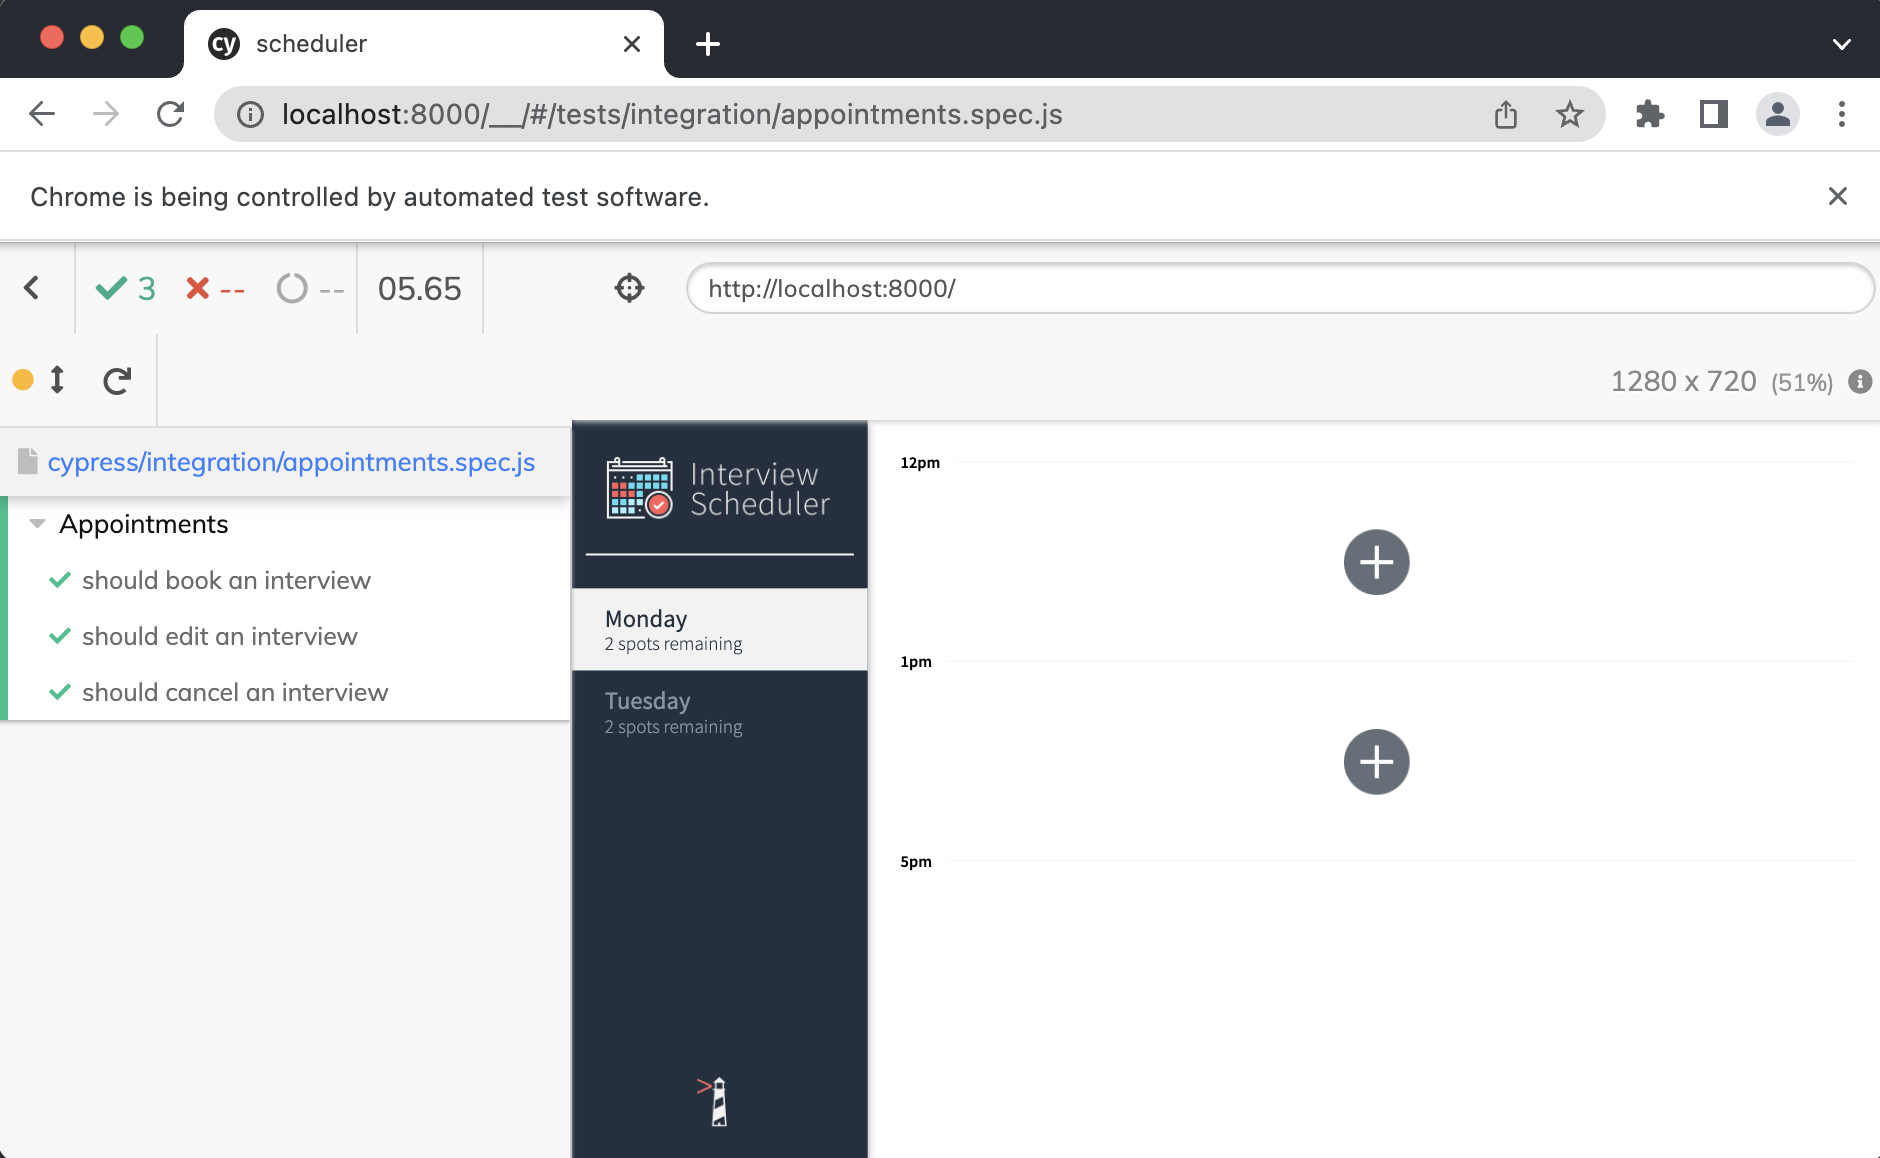 cy scheduler
localhost:8000/__/#/tests/integration/appointments.spec.js
Chrome is being controlled by automated test software.
3 -- -- 05.65 http://localhost:8000/
1280 x 720 (51%)
cypress/integration/appointments.spec.js
Appointments
should book an interview
should edit an interview
should cancel an interview
Interview
Scheduler
Monday
2 spots remaining
Tuesday
2 spots remaining
12pm
1pm
5pm